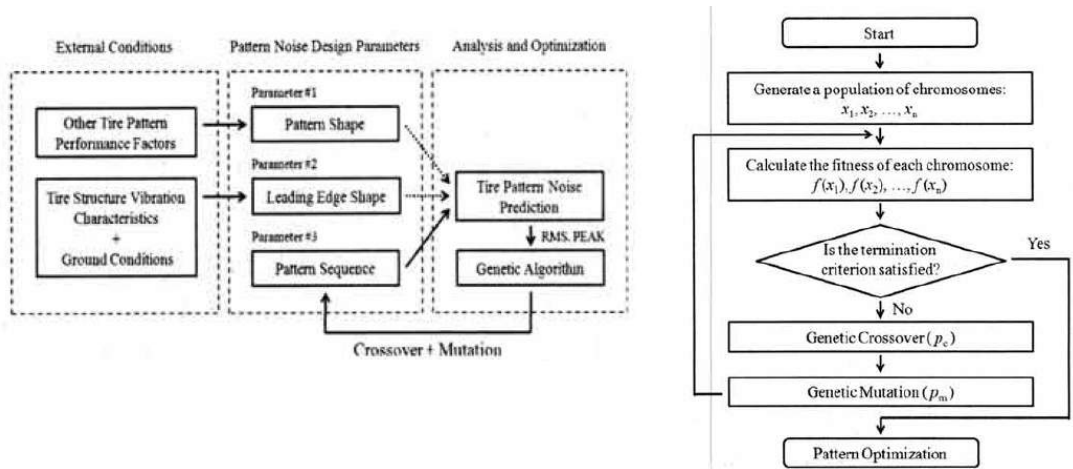 External Conditions
Pattern Noise Design Parameters
Analysis and Optimization
Other Tire Pattern
Performance Factors
Tire Structure Vibration
Characteristics
+
Ground Conditions
Parameter #1
Pattern Shape
Parameter #2
Leading Edge Shape
Parameter #3
Pattern Sequence
Tire Pattern Noise
Prediction
RMS. PEAK
Genetic Algorithm
Crossover + Mutation
Start
Generate a population of chromosomes:
x₁, x₂, …, xₙ
Calculate the fitness of each chromosome:
f(x₁), f(x₂), …, f(xₙ)
Is the termination
criterion satisfied?
Yes
No
Genetic Crossover (p_c)
Genetic Mutation (p_m)
Pattern Optimization